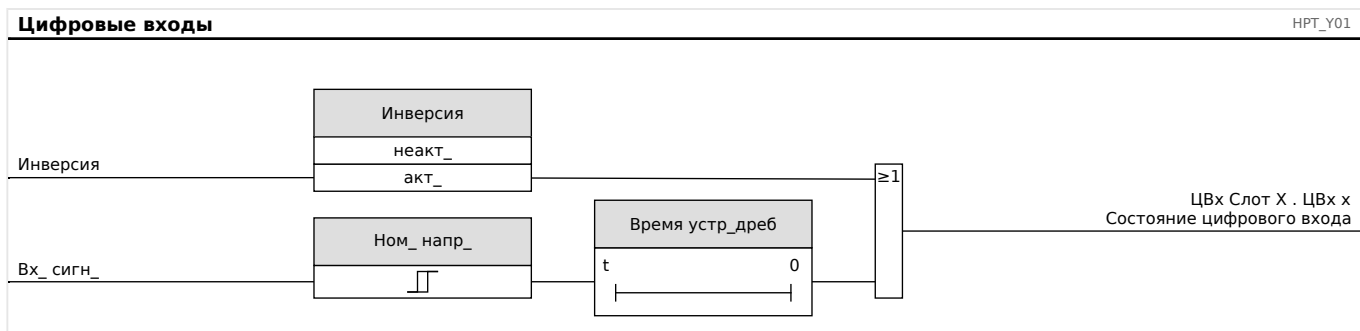 Цифровые входы
HPT_Y01
Инверсия
неакт_
Инверсия
акт_
≥1
ЦВх Слот X . ЦВх x
Состояние цифрового входа
Время устр_дреб
Ном_ напр_
t 0
Вх_ сигн_